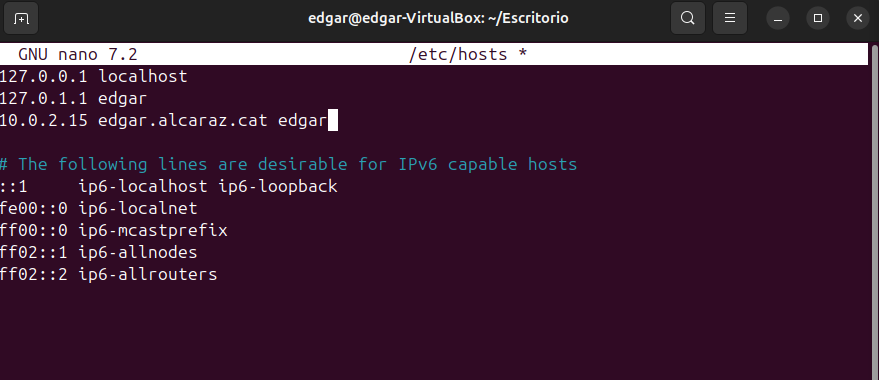 edgar@edgar-VirtualBox: ~/Escritorio
GNU nano 7.2 /etc/hosts *
127.0.0.1 localhost
127.0.1.1 edgar
10.0.2.15 edgar.alcaraz.cat edgar
# The following lines are desirable for IPv6 capable hosts
::1     ip6-localhost ip6-loopback
fe00::0 ip6-localnet
ff00::0 ip6-mcastprefix
ff02::1 ip6-allnodes
ff02::2 ip6-allrouters